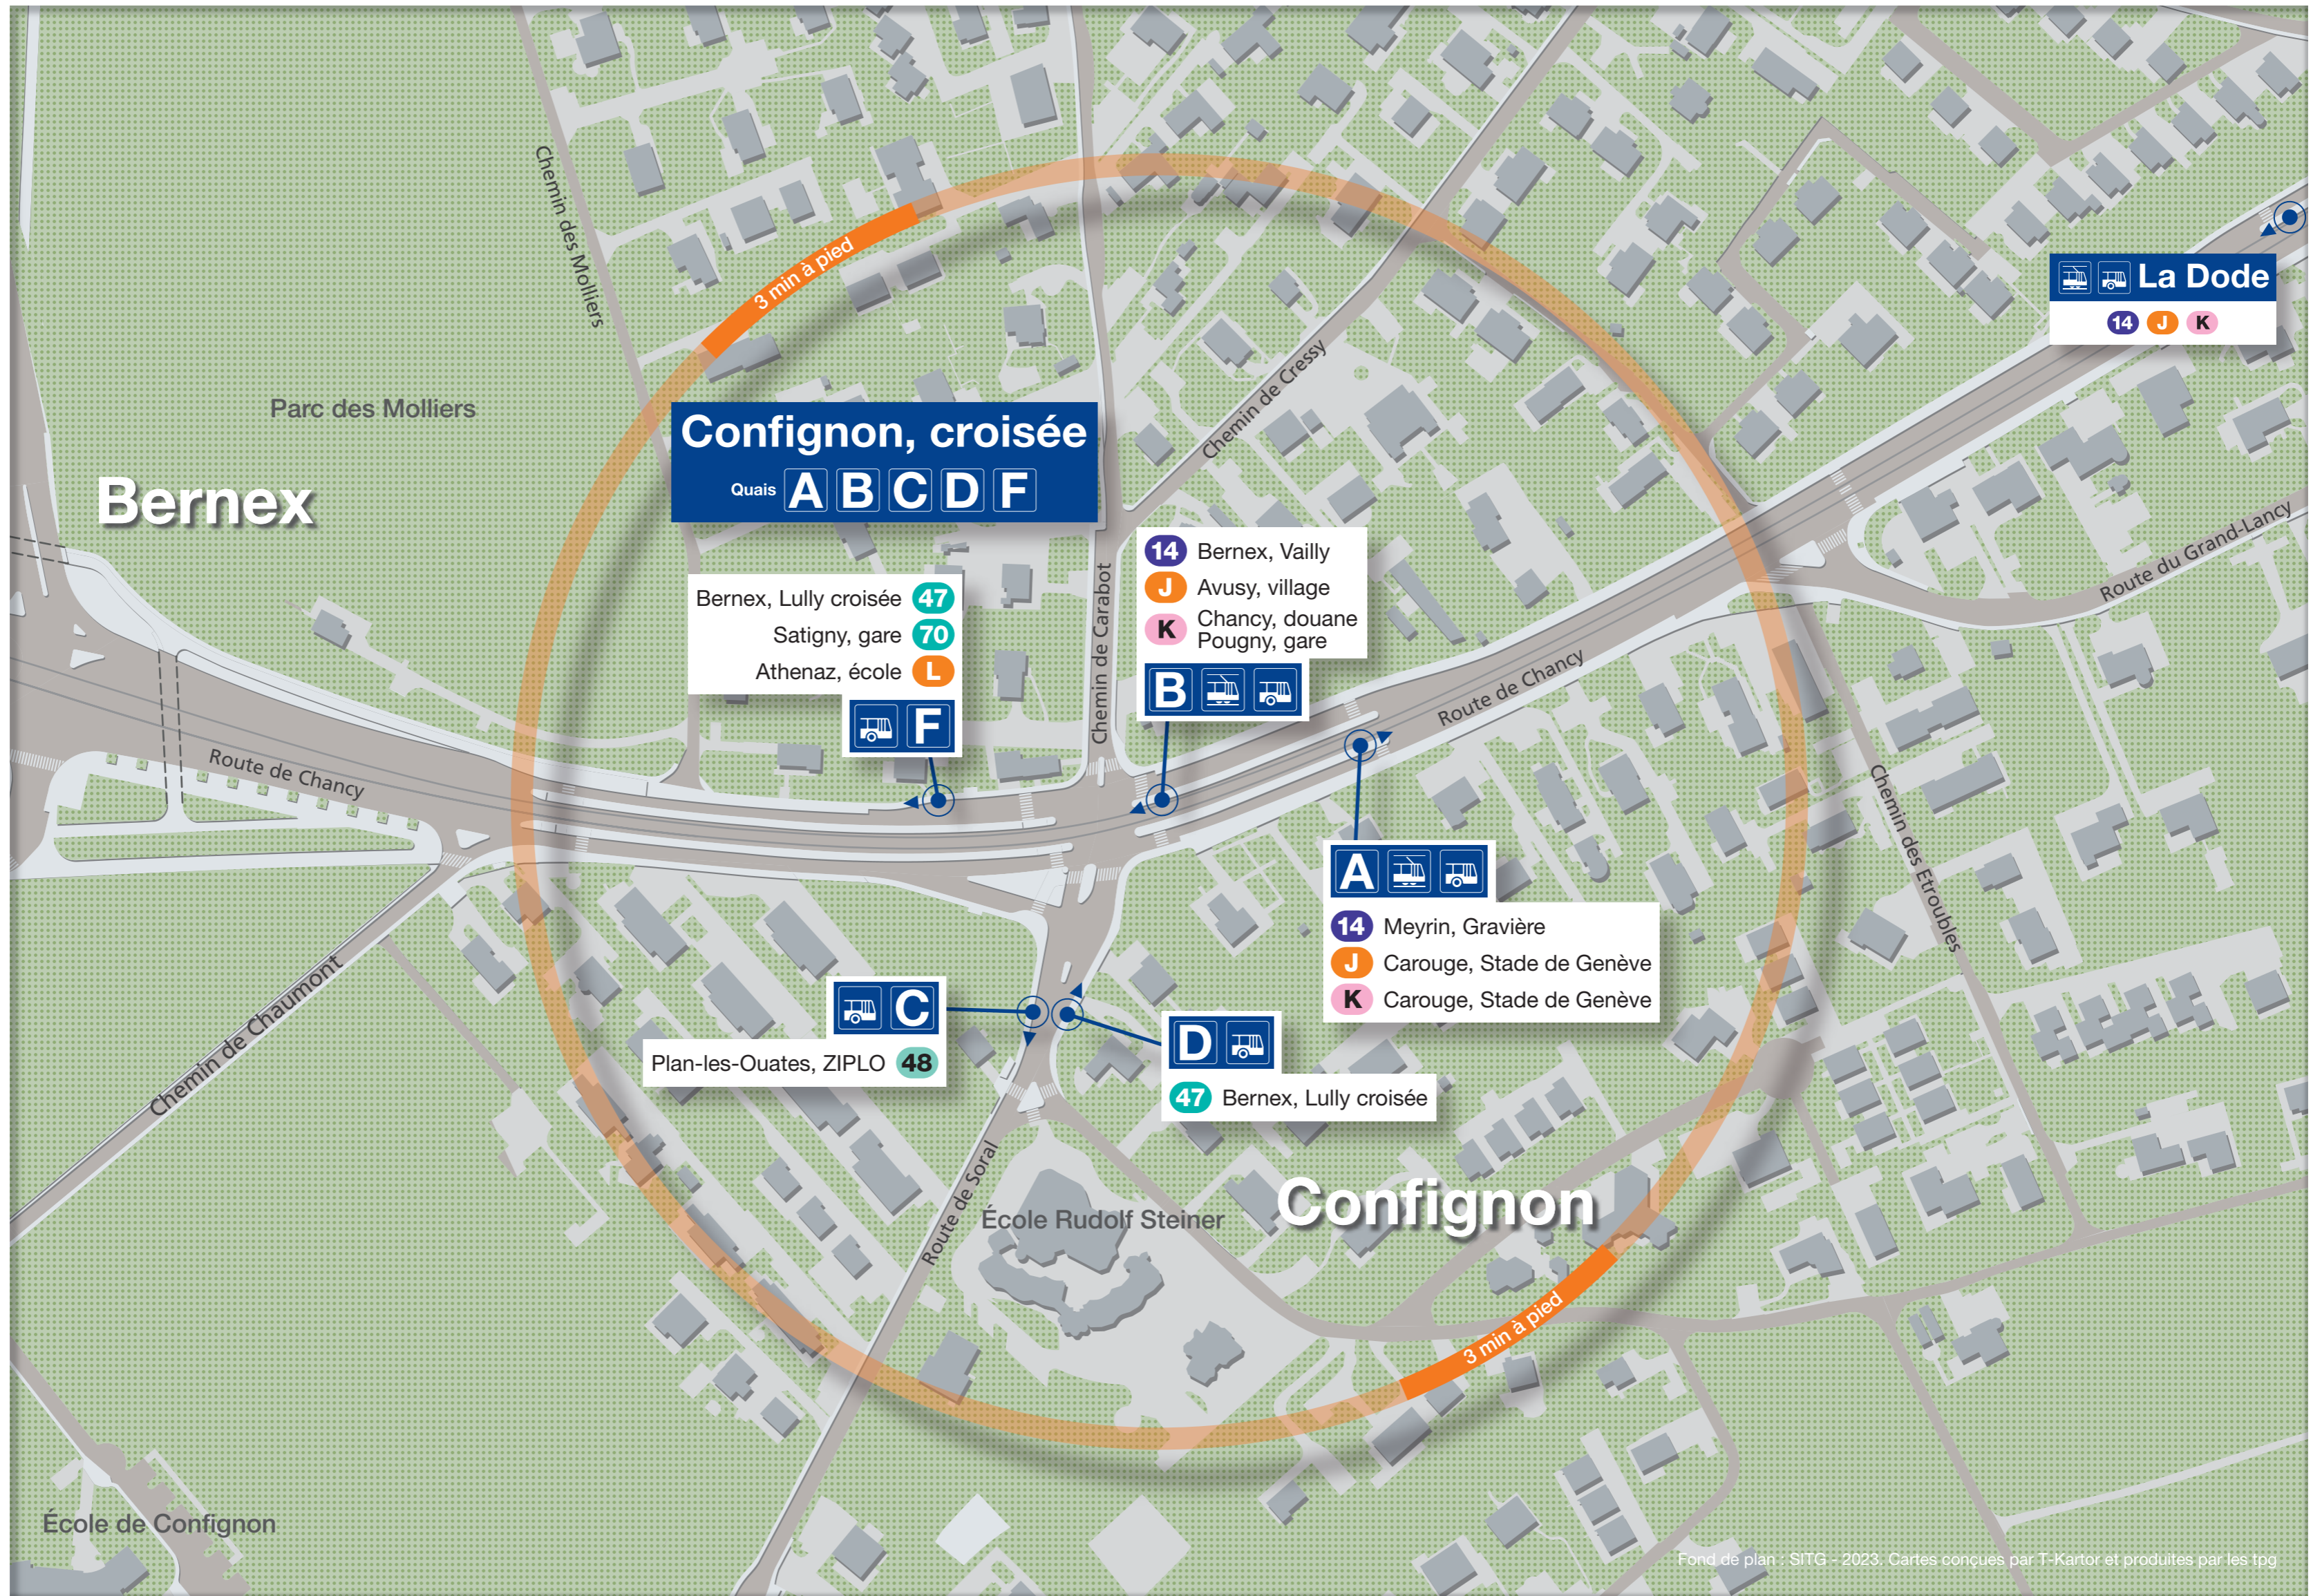 Chemin des Molliers
3 min à pied
La Dode
14 J K
Parc des Molliers
Chemin de Cressy
Confignon, croisée
Quais A B C D F
Bernex
Route du Grand-Lancy
14 Bernex, Vailly
J Avusy, village
K Chancy, douane
Pougny, gare
B
Bernex, Lully croisée 47
Satigny, gare 70
Athenaz, école L
F
Chemin de Carabot
Route de Chancy
Route de Chancy
Chemin des Etroubles
A
14 Meyrin, Gravière
J Carouge, Stade de Genève
K Carouge, Stade de Genève
Chemin de Chaumont
C
Plan-les-Ouates, ZIPLO 48
D
47 Bernex, Lully croisée
Route de Soral
École Rudolf Steiner
Confignon
3 min à pied
École de Confignon
Fond de plan : SITG - 2023. Cartes conçues par T-Kartor et produites par les tpg